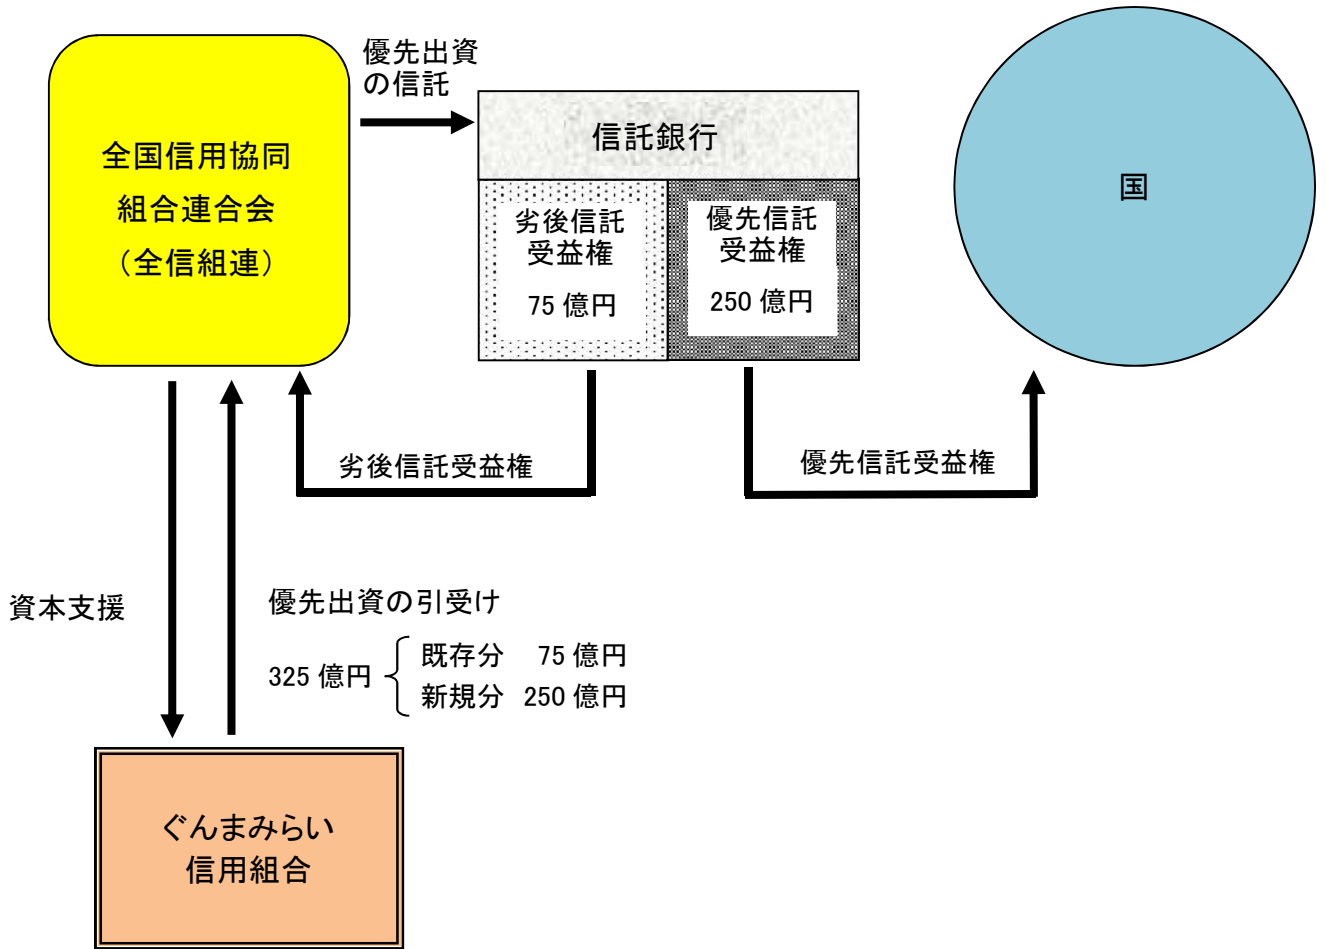 優先出資
の信託
全国信用協同
組合連合会
（全信組連）
信託銀行
劣後信託
受益権
75 億円
優先信託
受益権
250 億円
国
劣後信託受益権
優先信託受益権
資本支援
優先出資の引受け
325 億円
既存分 75 億円
新規分 250 億円
ぐんまみらい
信用組合